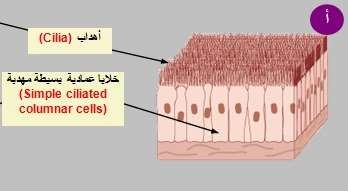 أ
أهداب (Cilia)
خلايا عمادية بسيطة مهدبة
(Simple ciliated
columnar cells)